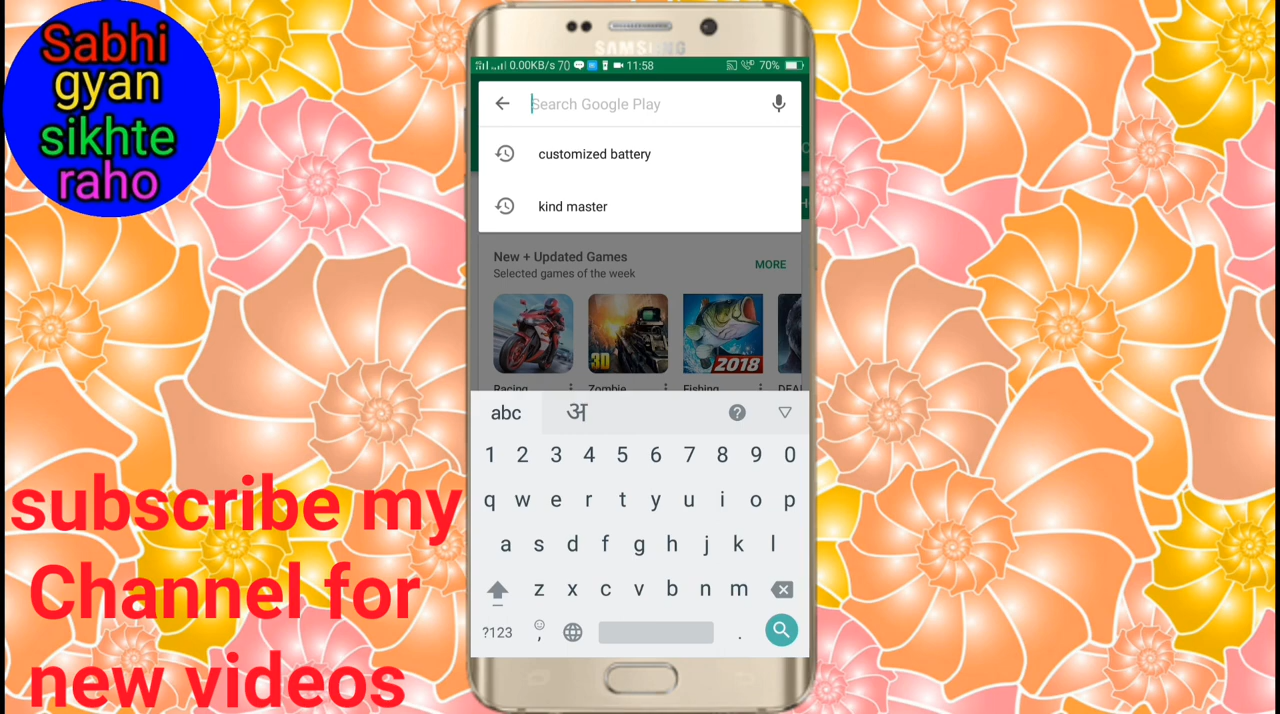 Sabhi
gyan
sikhte
raho
SAMSUNG
0.00KB/s 70 11:58 70%
Search Google Play
customized battery
kind master
New + Updated Games
Selected games of the week
MORE
3D
2018
Racing
Zombie
Fishing
abc अ
1 2 3 4 5 6 7 8 9 0
q w e r t y u i o p
a s d f g h j k l
z x c v b n m
?123 , .
subscribe my
Channel for
new videos